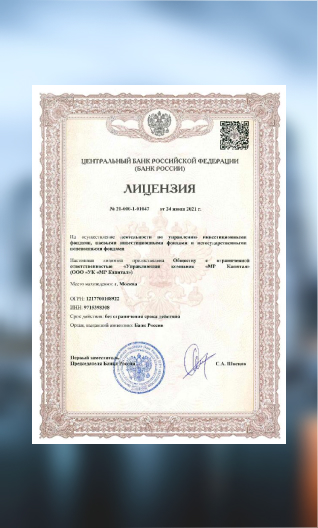 ЦЕНТРАЛЬНЫЙ БАНК РОССИЙСКОЙ ФЕДЕРАЦИИ
(БАНК РОССИИ)
ЛИЦЕНЗИЯ
№ 21-000-1-01047 от 24 июня 2021 г.
На осуществление деятельности по управлению инвестиционными
фондами, паевыми инвестиционными фондами и негосударственными
пенсионными фондами
Настоящая лицензия предоставлена Обществу с ограниченной
ответственностью «Управляющая компания «МР Капитал»
(ООО «УК «МР Капитал»)
Место нахождения: г. Москва
ОГРН: 1217700108922
ИНН: 9715395308
Срок действия: без ограничения срока действия
Орган, выдавший лицензию: Банк России
Первый заместитель
Председателя Банка России С.А. Швецов